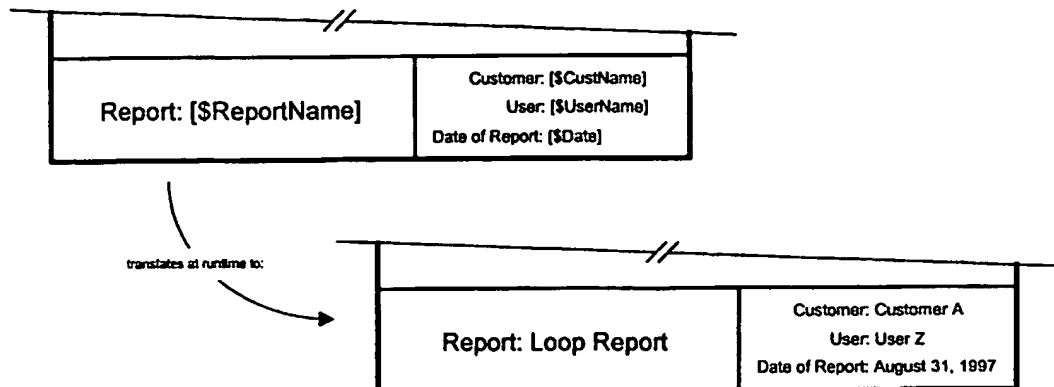 Report: [$ReportName]
Customer: [$CustName]
User: [$UserName]
Date of Report: [$Date]
translates at runtime to:
Report: Loop Report
Customer: Customer A
User: User Z
Date of Report: August 31, 1997